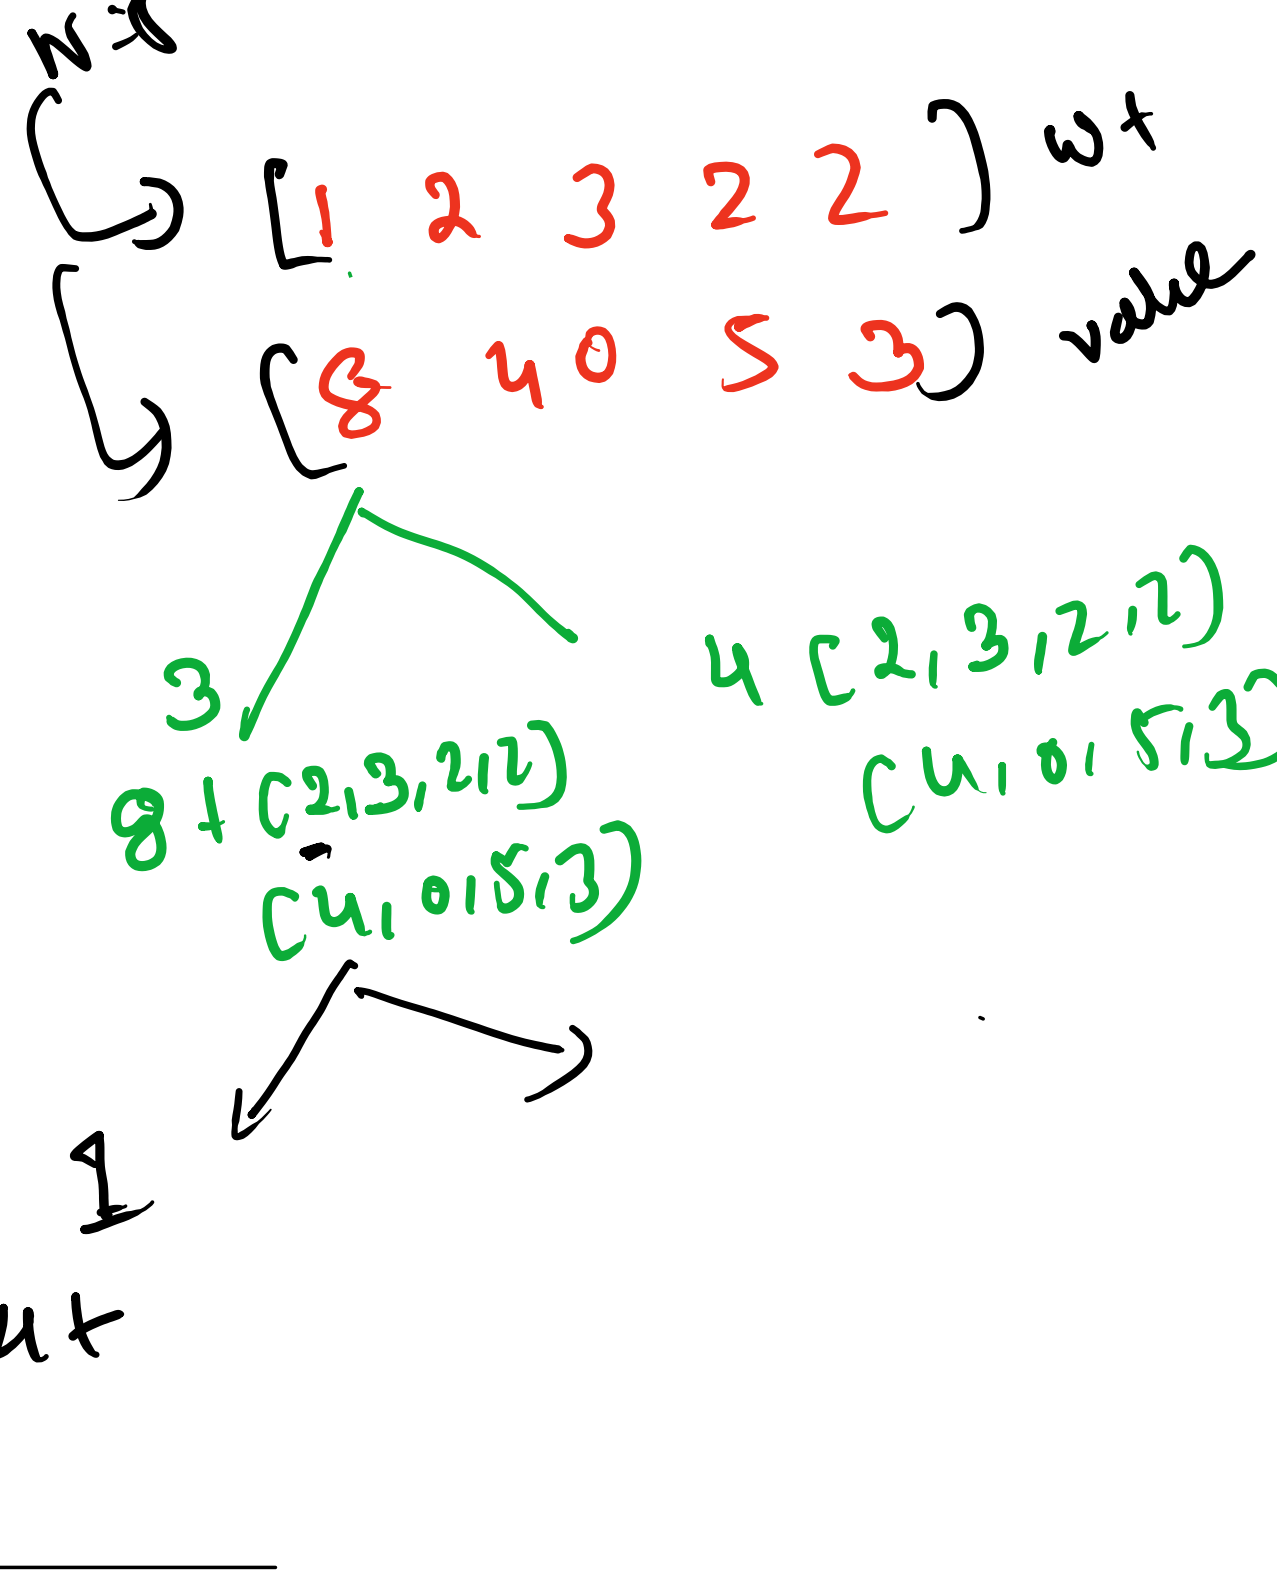 [1 2 3 2 2] wt
[8 4 0 5 3] value
3
8 + [2,3,2,2]
[4,0,5,3]
4 [2,3,2,2]
[4,0,5,3]
1
4+